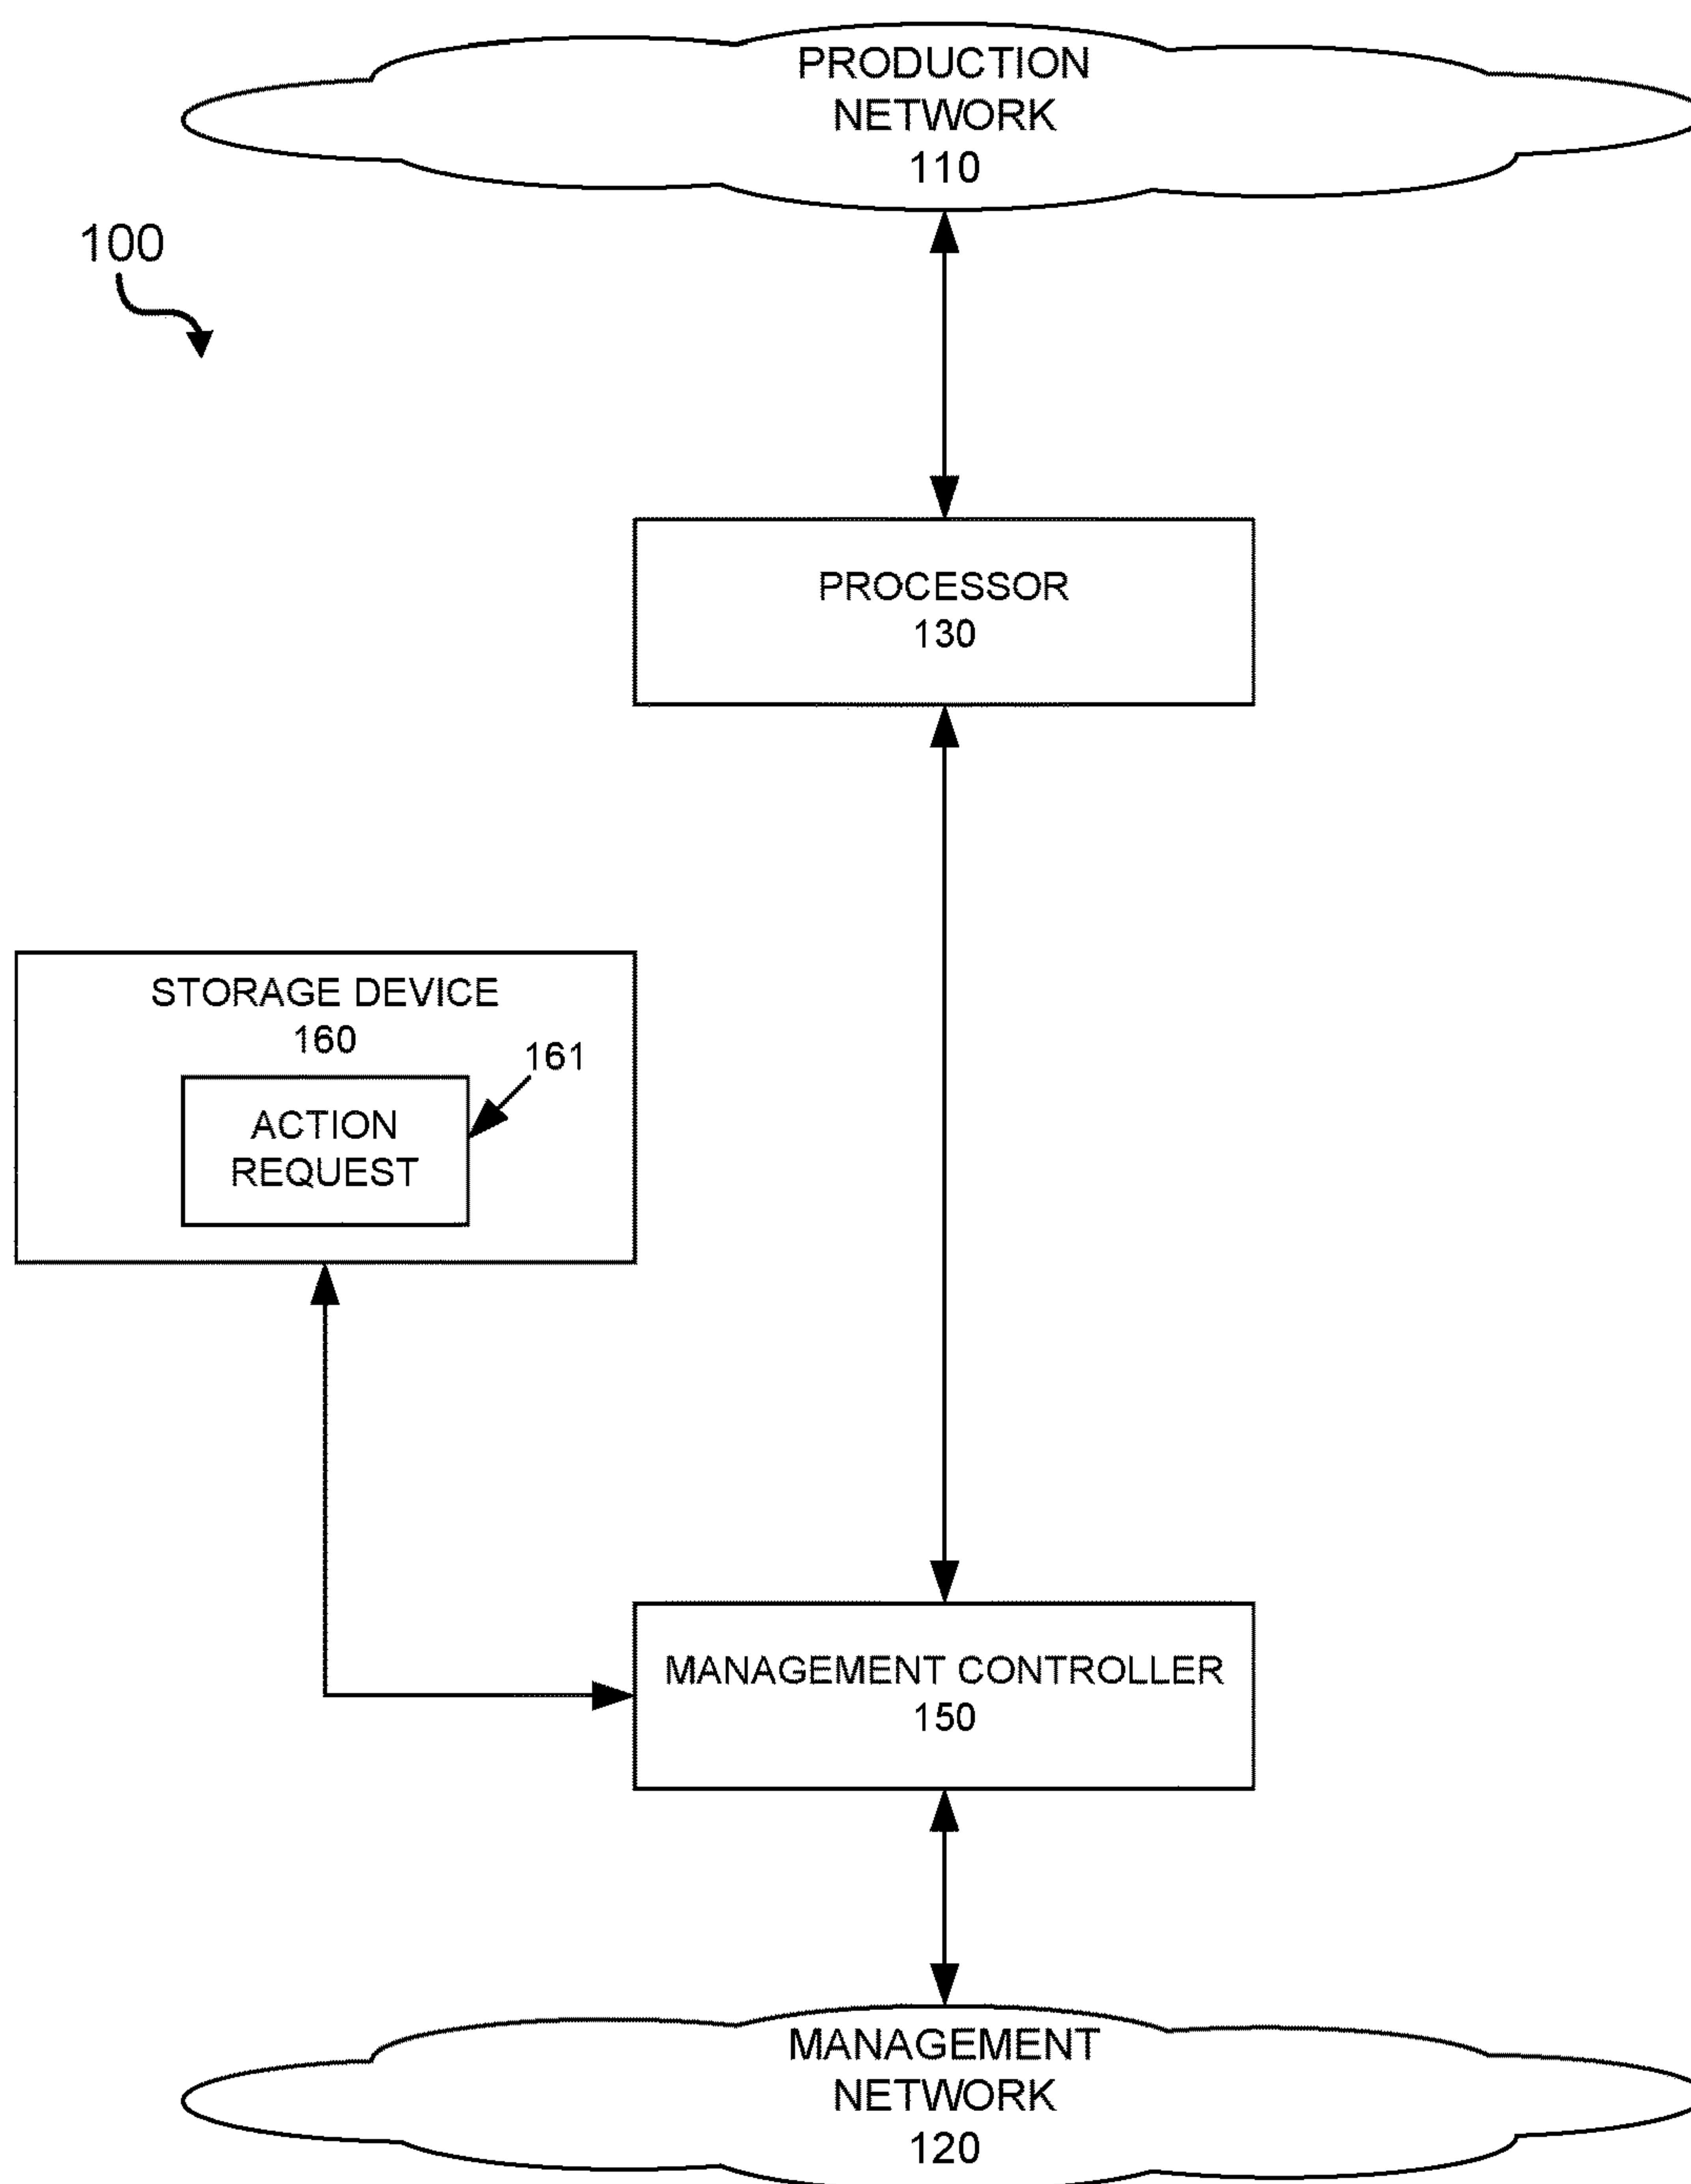 PRODUCTION
NETWORK
110
100
PROCESSOR
130
STORAGE DEVICE
160
161
ACTION
REQUEST
MANAGEMENT CONTROLLER
150
MANAGEMENT
NETWORK
120